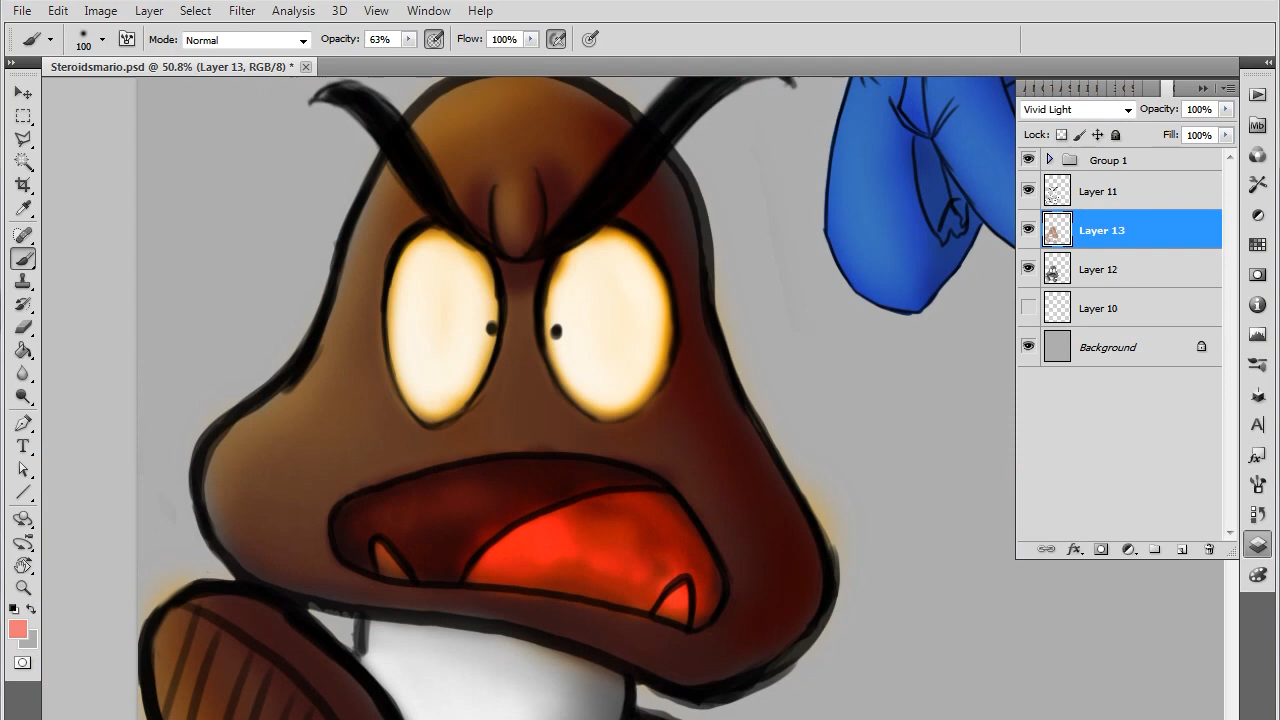 File Edit Image Layer Select Filter Analysis 3D View Window Help
100 Mode: Normal Opacity: 63% Flow: 100%
Steroidsmario.psd @ 50.8% (Layer 13, RGB/8) *
Vivid Light Opacity: 100%
Lock: Fill: 100%
Group 1
Layer 11
Layer 13
Layer 12
Layer 10
Background